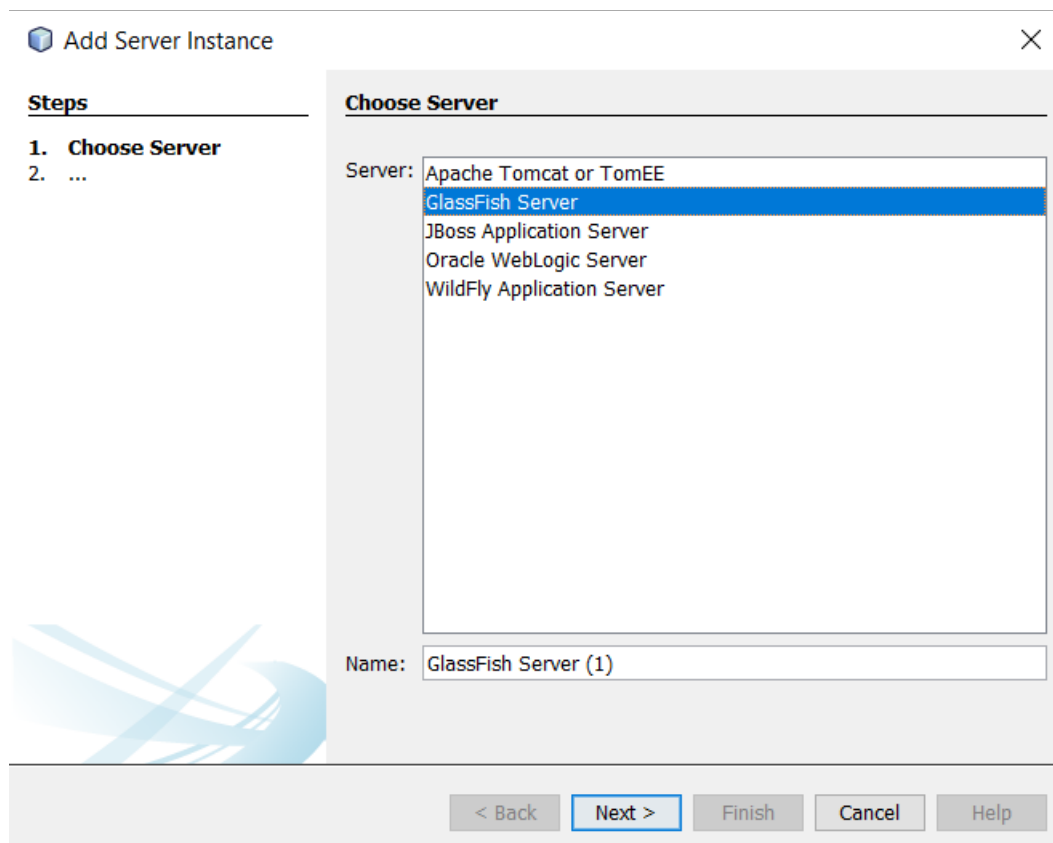 Add Server Instance
Steps
1. Choose Server
2. ...
Choose Server
Server:
Apache Tomcat or TomEE
GlassFish Server
JBoss Application Server
Oracle WebLogic Server
WildFly Application Server
Name: GlassFish Server (1)
< Back Next > Finish Cancel Help